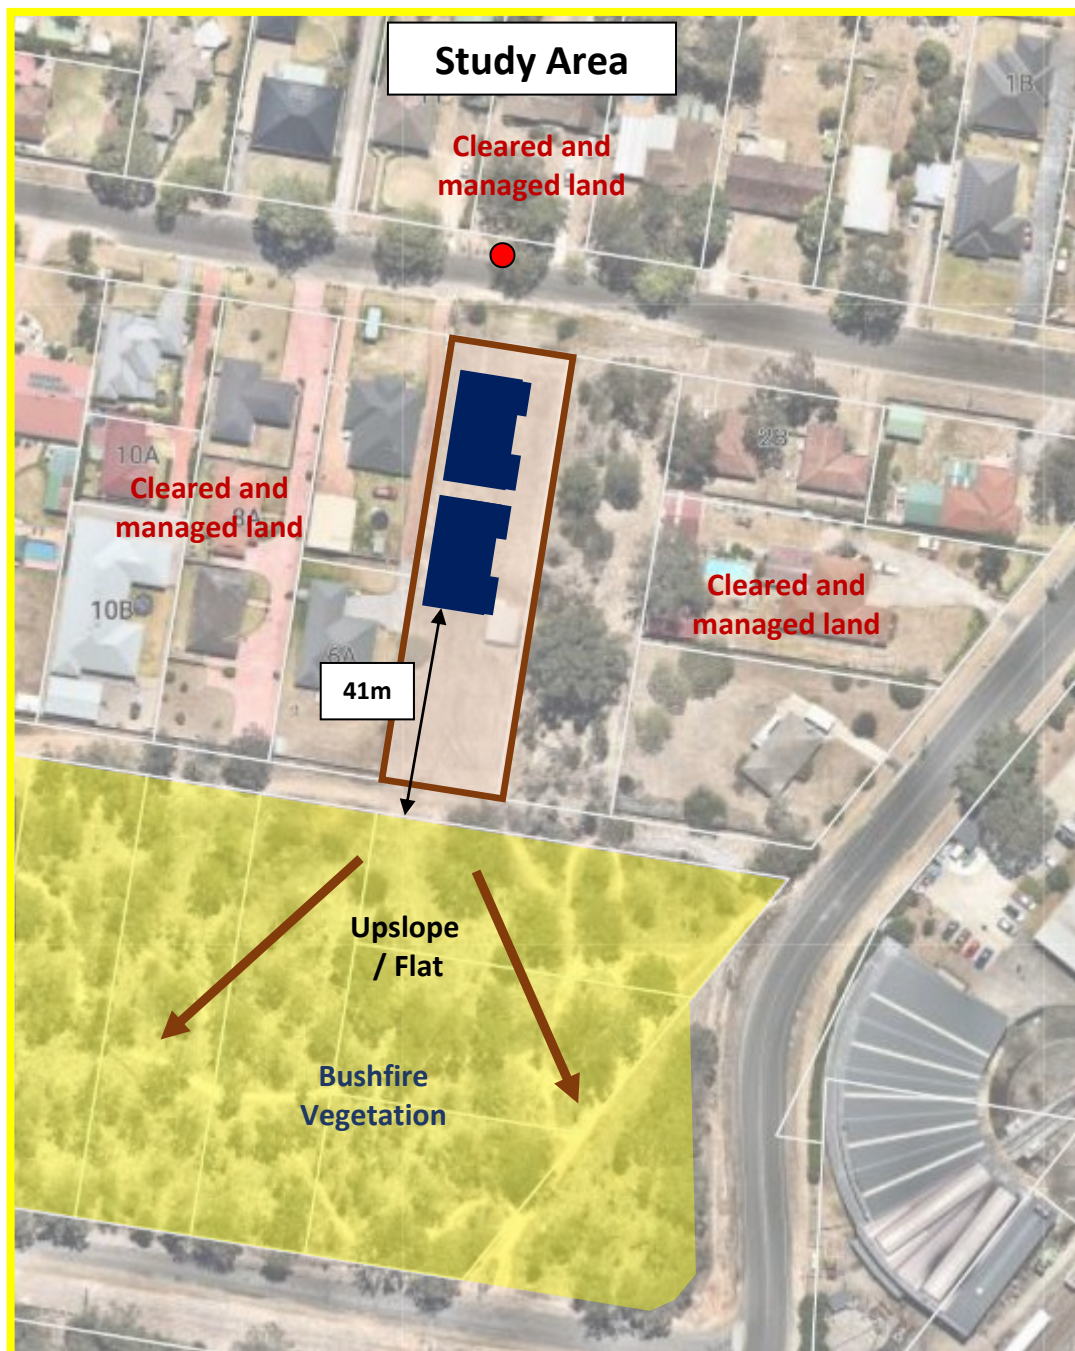 Study Area
1B
Cleared and
managed land
2B
10A
Cleared and
managed land
8A
Cleared and
managed land
10B
6A
41m
Upslope
/ Flat
Bushfire
Vegetation